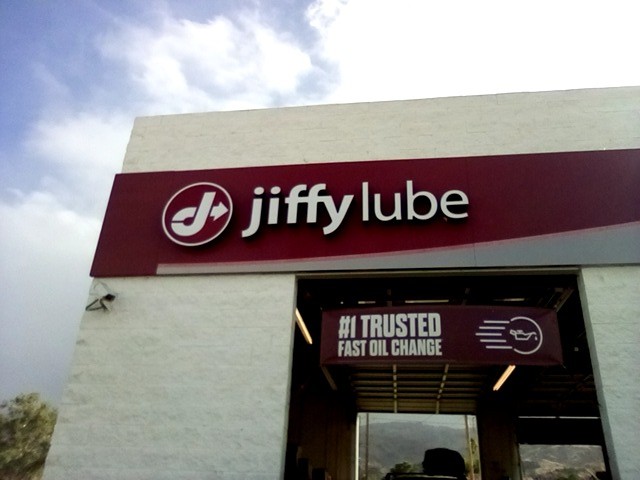 jiffy lube
#1 TRUSTED
FAST OIL CHANGE